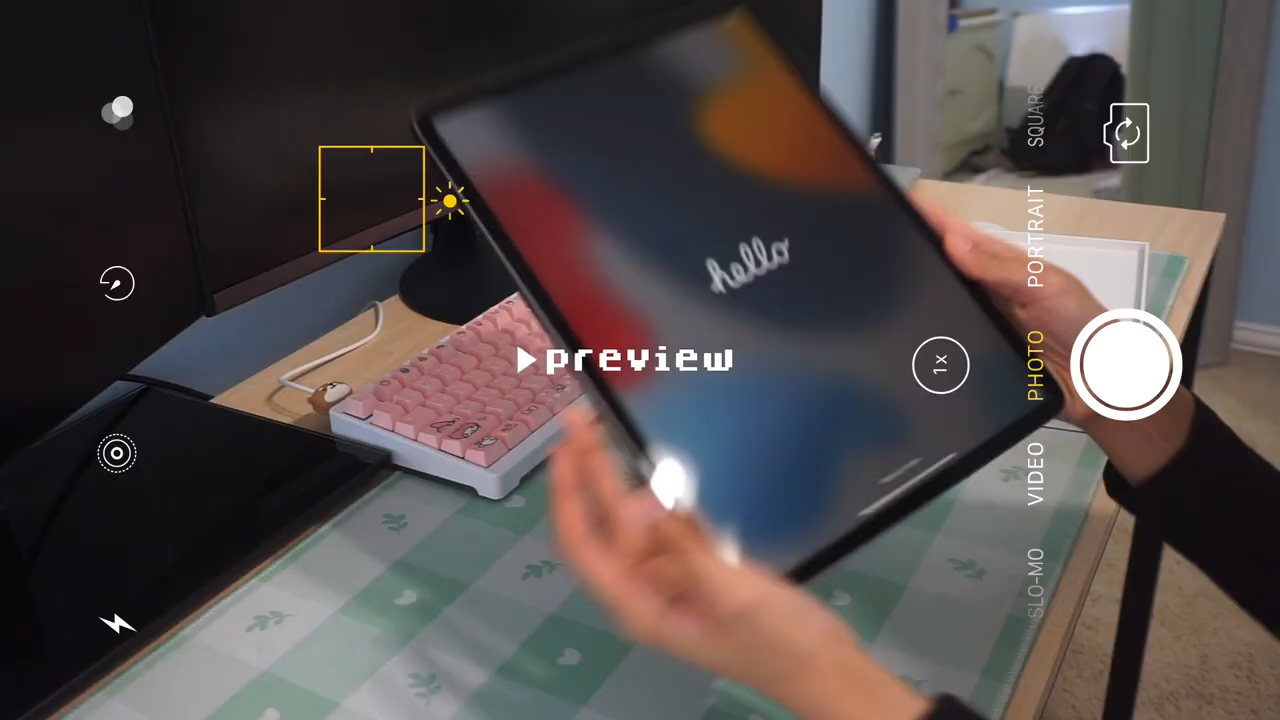 hello
▶preview
1x
SQUARE
PORTRAIT
PHOTO
VIDEO
SLO-MO